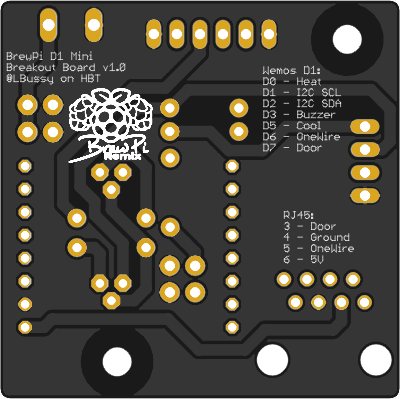 BrewPi D1 Mini
Breakout Board v1.0
@LBussy on HBT
Wemos D1:
D0 - Heat
D1 - I2C SCL
D2 - I2C SDA
D3 - Buzzer
D5 - Cool
D6 - OneWire
D7 - Door
BrewPi
Remix
RJ45:
3 - Door
4 - Ground
5 - OneWire
6 - 5V